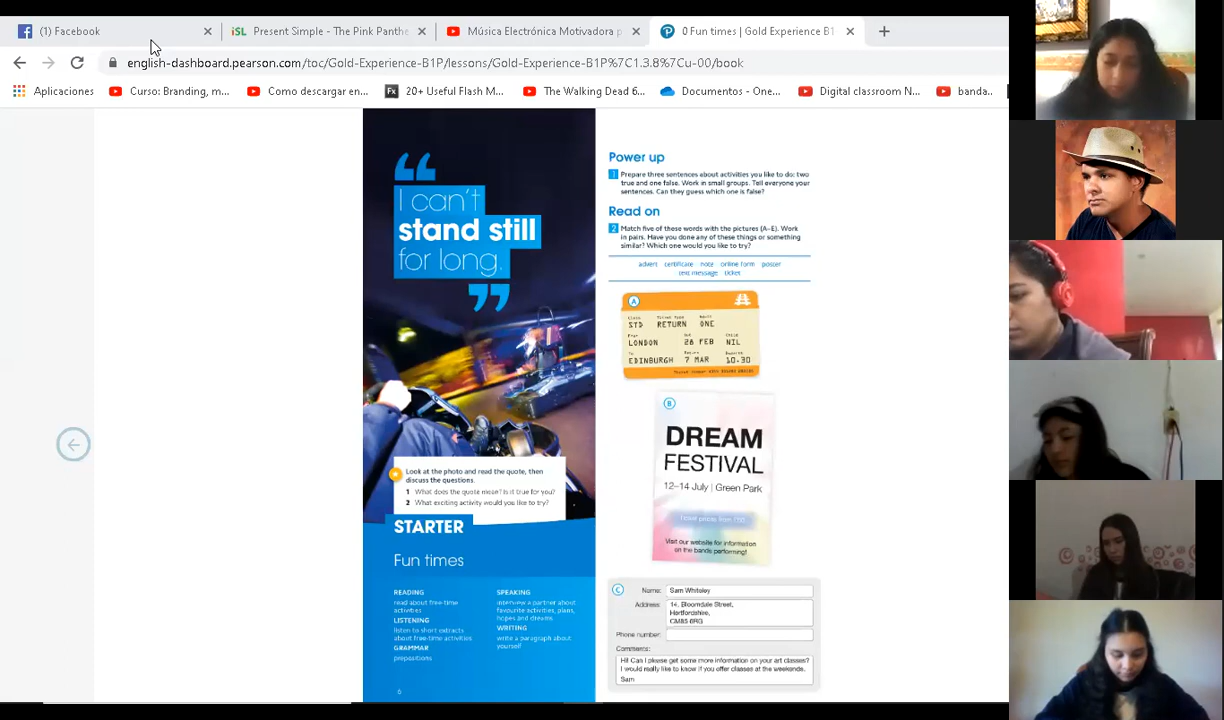 (1) Facebook
Present Simple - The Pink Panthe
Música Electrónica Motivadora p
0 Fun times | Gold Experience B1
english-dashboard.pearson.com/toc/Gold-Experience-B1P/lessons/Gold-Experience-B1P%7C1.3.8%7Cu-00/book
Aplicaciones
Curso: Branding, m...
Como descargar en...
20+ Useful Flash M...
The Walking Dead 6...
Documentos - One...
Digital classroom N...
banda..
I can't
stand still
for long.
Look at the photo and read the quote, then
discuss the questions.
1 What does the quote mean? Is it true for you?
2 What exciting activity would you like to try?
STARTER
Fun times
READING
read about free-time
activities
LISTENING
listen to short extracts
about free-time activities
GRAMMAR
prepositions
SPEAKING
interview a partner about
favourite activities, plans,
hopes and dreams
WRITING
write a paragraph about
yourself
6
Power up
1 Prepare three sentences about activities you like to do: two
true and one false. Work in small groups. Tell everyone your
sentences. Can they guess which one is false?
Read on
2 Match five of these words with the pictures (A-E). Work
in pairs. Have you done any of these things or something
similar? Which one would you like to try?
advert certificate note online form poster
text message ticket
A
STD RETURN ONE
LONDON 28 FEB NIL
EDINBURGH 7 MAR 10.30
B
DREAM
FESTIVAL
12–14 July | Green Park
Ticket prices from
Visit our website for information
on the bands performing!
C
Name: Sam Whiteley
Address: 14, Bloomdale Street,
Hertfordshire,
CM85 6RG
Phone number:
Comments:
Hi! Can I please get some more information on your art classes?
I would really like to know if you offer classes at the weekends.
Sam